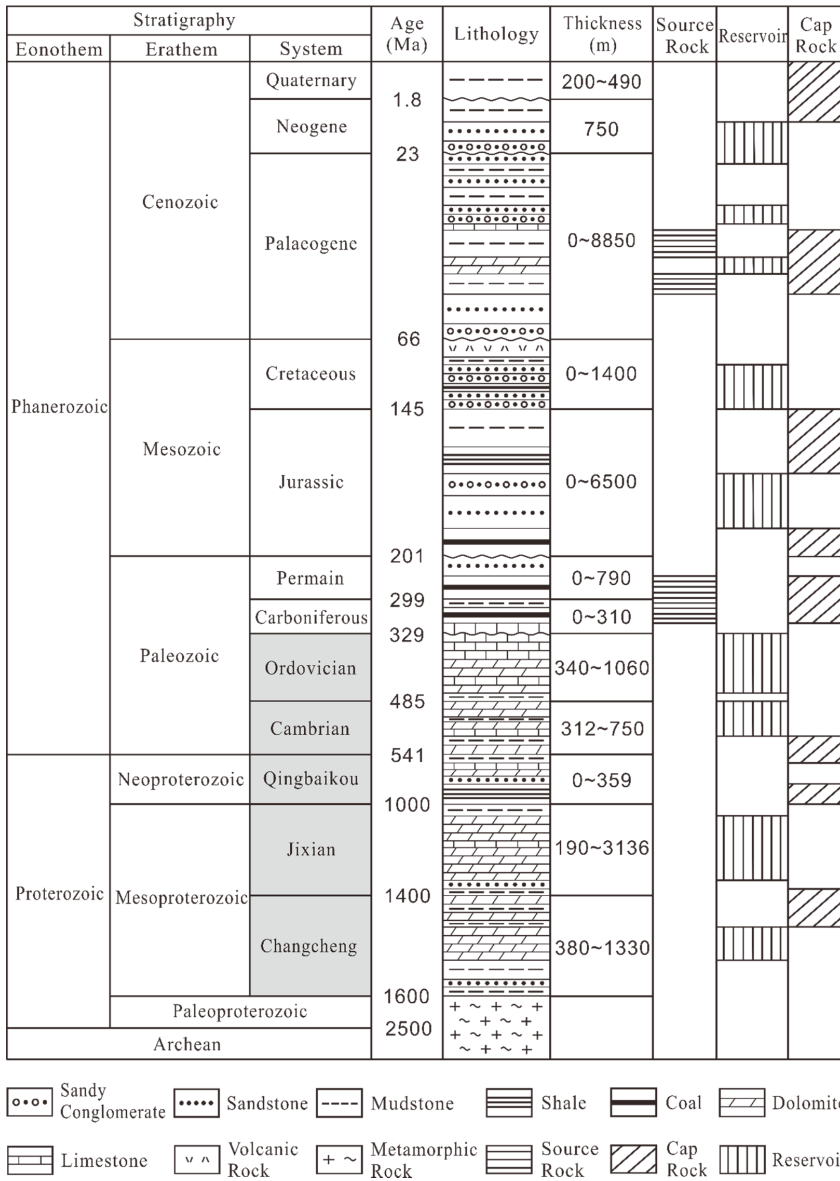 Stratigraphy
Age
(Ma)
Lithology
Thickness
(m)
Source
Rock
Reservoir
Cap
Rock
Eonothem
Erathem
System
Quaternary
200~490
1.8
Neogene
750
23
Cenozoic
Palaeogene
0~8850
66
Cretaceous
0~1400
Phanerozoic
145
Mesozoic
Jurassic
0~6500
201
Permain
0~790
299
Carboniferous
0~310
329
Paleozoic
Ordovician
340~1060
485
Cambrian
312~750
541
Neoproterozoic
Qingbaikou
0~359
1000
Jixian
190~3136
Proterozoic
Mesoproterozoic
1400
Changcheng
380~1330
1600
Paleoproterozoic
2500
Archean
Sandy
Conglomerate
Sandstone
Mudstone
Shale
Coal
Dolomite
Limestone
Volcanic
Rock
Metamorphic
Rock
Source
Rock
Cap
Rock
Reservoi